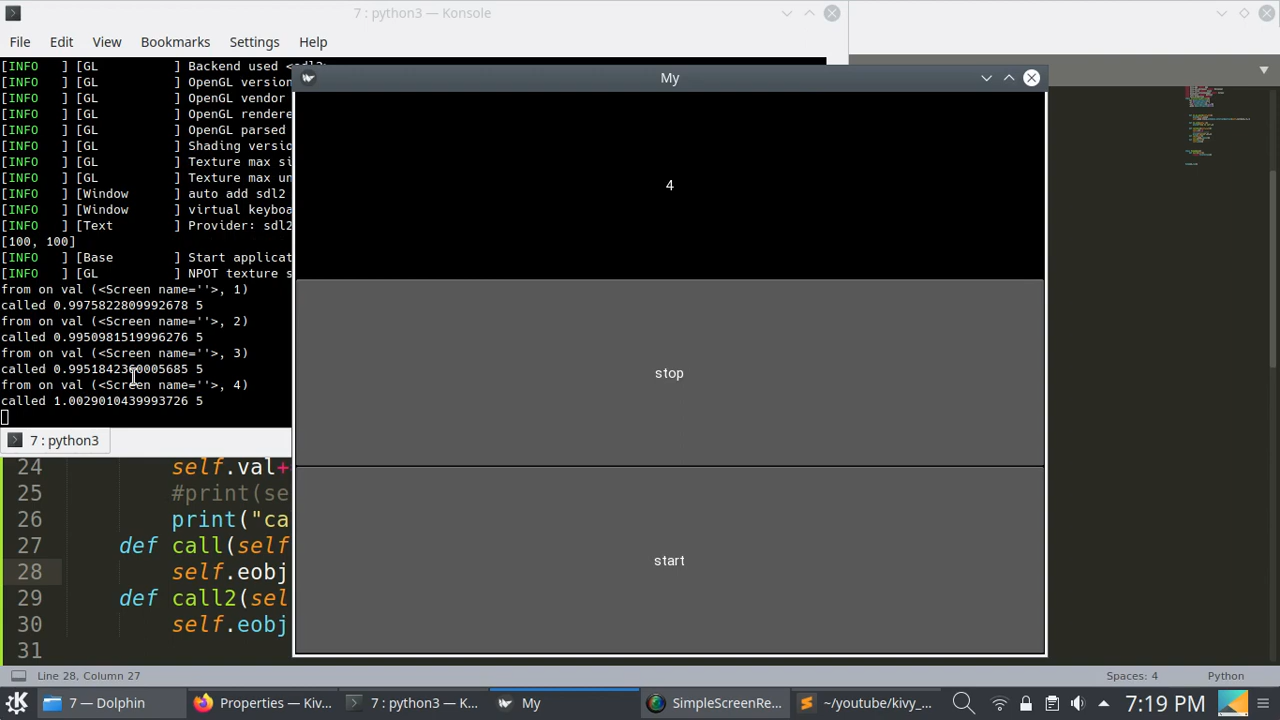 7 : python3 — Konsole
File Edit View Bookmarks Settings Help
[INFO ] [GL ] Backend used <sdl2>
[INFO ] [GL ] OpenGL version
[INFO ] [GL ] OpenGL vendor
[INFO ] [GL ] OpenGL rendere
[INFO ] [GL ] OpenGL parsed
[INFO ] [GL ] Shading version
[INFO ] [GL ] Texture max si
[INFO ] [GL ] Texture max un
[INFO ] [Window ] auto add sdl2
[INFO ] [Window ] virtual keyboa
[INFO ] [Text ] Provider: sdl2
[100, 100]
[INFO ] [Base ] Start applicat
[INFO ] [GL ] NPOT texture s
from on val (<Screen name=''>, 1)
called 0.9975822809992678 5
from on val (<Screen name=''>, 2)
called 0.9950981519996276 5
from on val (<Screen name=''>, 3)
called 5
from on val (<Screen name=''>, 4)
called 1.0029010439993726 5
7 : python3
My
4
stop
start
24 self.val+
25 #print(se
26 print("ca
27 def call(self
28 self.eobj
29 def call2(sel
30 self.eobj
31
Line 28, Column 27
Spaces: 4
Python
7 — Dolphin
Properties — Kiv...
7 : python3 — K...
My
SimpleScreenRe...
~/youtube/kivy_...
7:19 PM